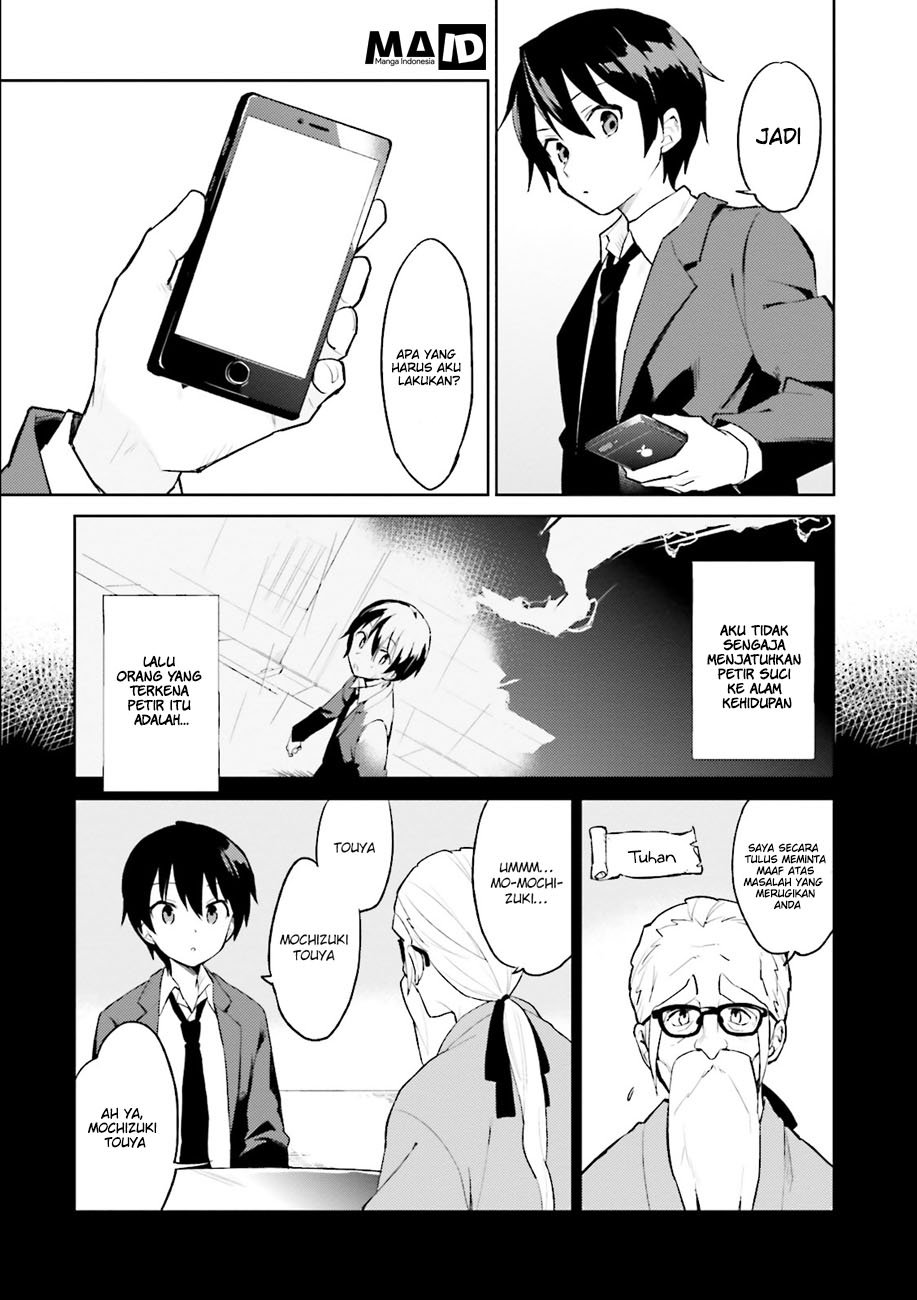 MAID
Manga Indonesia
JADI
APA YANG
HARUS AKU
LAKUKAN?
AKU TIDAK
SENGAJA
MENJATUHKAN
PETIR SUCI
KE ALAM
KEHIDUPAN
LALU
ORANG YANG
TERKENA
PETIR ITU
ADALAH...
SAYA SECARA
TULUS MEMINTA
MAAF ATAS
MASALAH YANG
MERUGIKAN
ANDA
Tuhan
UMMM...
MO-MOCHI-
ZUKI...
TOUYA
MOCHIZUKI
TOUYA
AH YA,
MOCHIZUKI
TOUYA